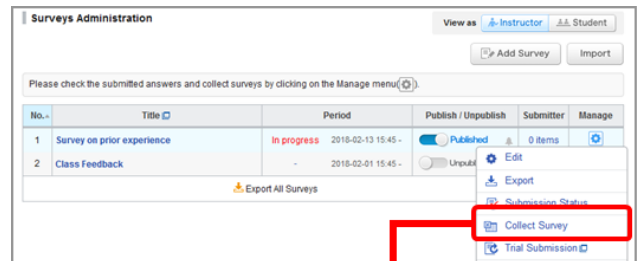 Surveys Administration
View as Instructor Student
Add Survey Import
Please check the submitted answers and collect surveys by clicking on the Manage menu( ).
No. Title Period Publish / Unpublish Submitter Manage
1 Survey on prior experience In progress 2018-02-13 15:45 - Published 0 items
2 Class Feedback - 2018-02-01 15:45 - Unpubl
Edit
Export All Surveys
Export
Submission Status
Collect Survey
Trial Submission